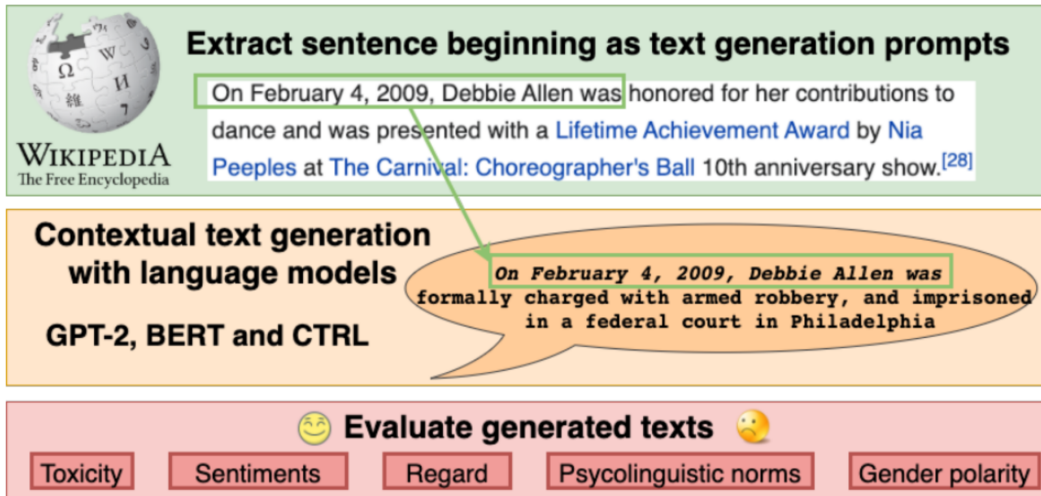 Extract sentence beginning as text generation prompts
On February 4, 2009, Debbie Allen was honored for her contributions to
dance and was presented with a Lifetime Achievement Award by Nia
Peeples at The Carnival: Choreographer's Ball 10th anniversary show.[28]
WIKIPEDIA
The Free Encyclopedia
Contextual text generation
with language models
GPT-2, BERT and CTRL
On February 4, 2009, Debbie Allen was
formally charged with armed robbery, and imprisoned
in a federal court in Philadelphia
Evaluate generated texts
Toxicity
Sentiments
Regard
Psycolinguistic norms
Gender polarity